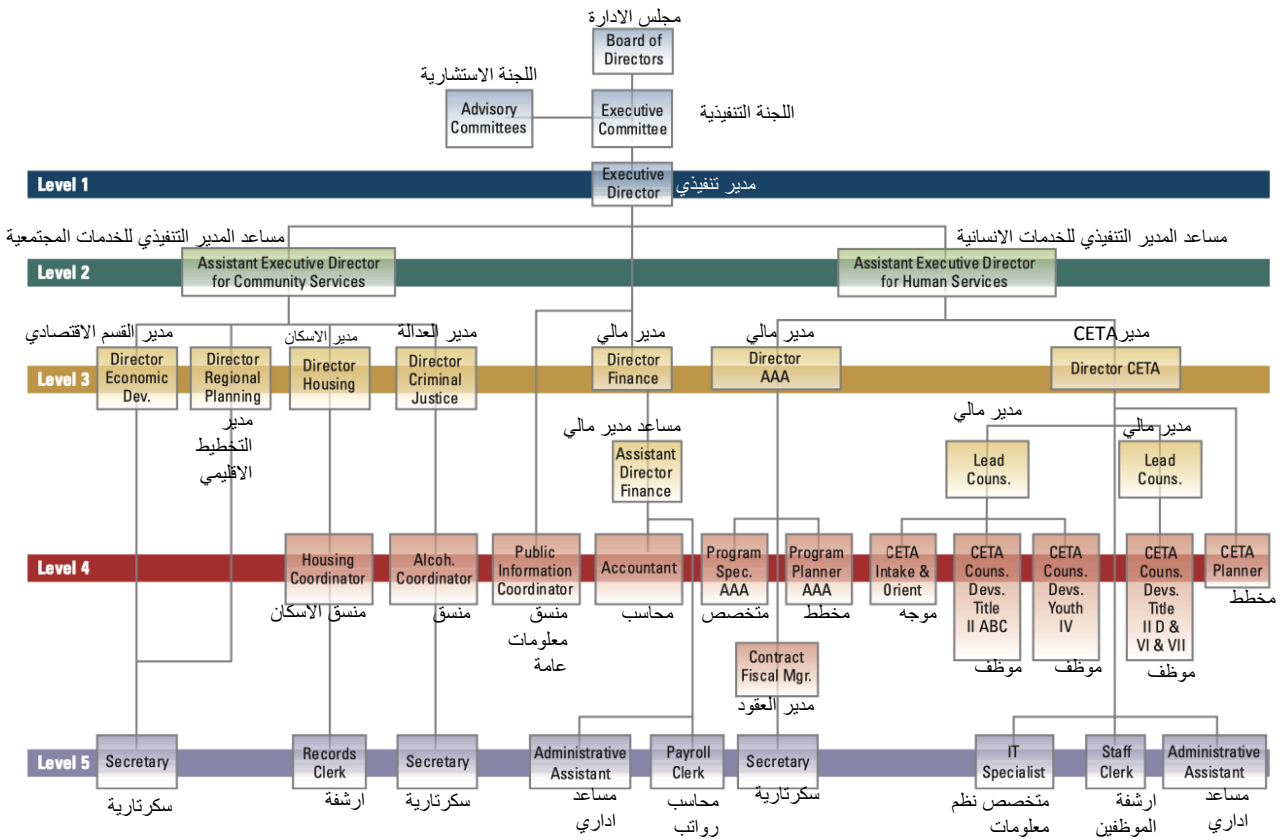 مجلس الادارة
Board of
Directors
اللجنة الاستشارية
Advisory
Committees
Executive
Committee
اللجنة التنفيذية
Level 1
Executive
Director
مدير تنفيذي
مساعد المدير التنفيذي للخدمات المجتمعية
مساعد المدير التنفيذي للخدمات الانسانية
Level 2
Assistant Executive Director
for Community Services
Assistant Executive Director
for Human Services
مدير القسم الاقتصادي
مدير الاسكان
مدير العدالة
مدير مالي
مدير مالي
مديرCETA
Level 3
Director
Economic
Dev.
Director
Regional
Planning
Director
Housing
Director
Criminal
Justice
Director
Finance
Director
AAA
Director CETA
مدير
التخطيط
الاقليمي
مساعد مدير مالي
Assistant
Director
Finance
مدير مالي
Lead
Couns.
مدير مالي
Lead
Couns.
Level 4
Housing
Coordinator
Alcoh.
Coordinator
Public
Information
Coordinator
Accountant
Program
Spec.
AAA
Program
Planner
AAA
CETA
Intake &
Orient
CETA
Couns.
Devs.
Title
II ABC
CETA
Couns.
Devs.
Youth
IV
CETA
Couns.
Devs.
Title
II D &
VI & VII
CETA
Planner
منسق الاسكان
منسق
منسق
معلومات
عامة
محاسب
متخصص
مخطط
موجه
موظف
موظف
موظف
مخطط
Contract
Fiscal Mgr.
مدير العقود
Level 5
Secretary
Records
Clerk
Secretary
Administrative
Assistant
Payroll
Clerk
Secretary
IT
Specialist
Staff
Clerk
Administrative
Assistant
سكرتارية
ارشفة
سكرتارية
مساعد
اداري
محاسب
رواتب
سكرتارية
متخصص نظم
معلومات
ارشفة
الموظفين
مساعد
اداري